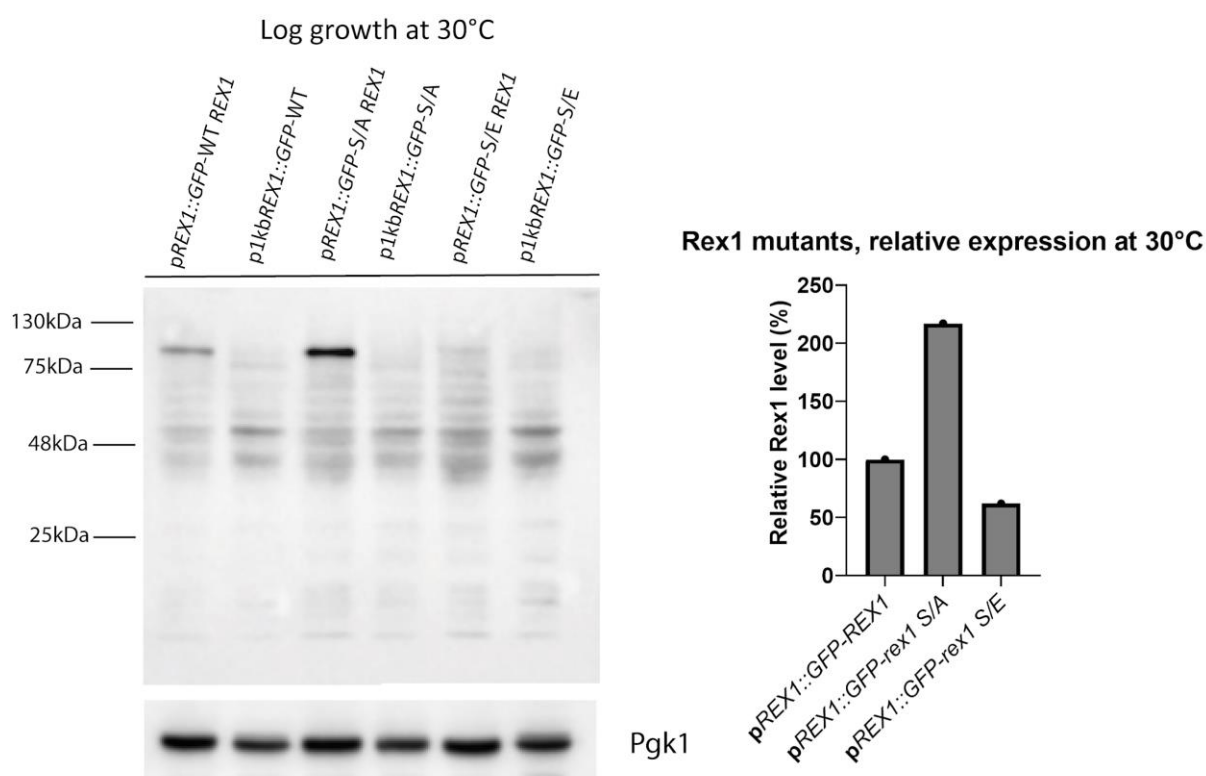 Log growth at 30°C
pREX1::GFP-WT REX1
p1kbREX1::GFP-WT
pREX1::GFP-S/A REX1
p1kbREX1::GFP-S/A
pREX1::GFP-S/E REX1
p1kbREX1::GFP-S/E
130kDa
75kDa
48kDa
25kDa
Pgk1
Rex1 mutants, relative expression at 30°C
Relative Rex1 level (%)
250
200
150
100
50
0
pREX1::GFP-REX1
pREX1::GFP-rex1 S/A
pREX1::GFP-rex1 S/E